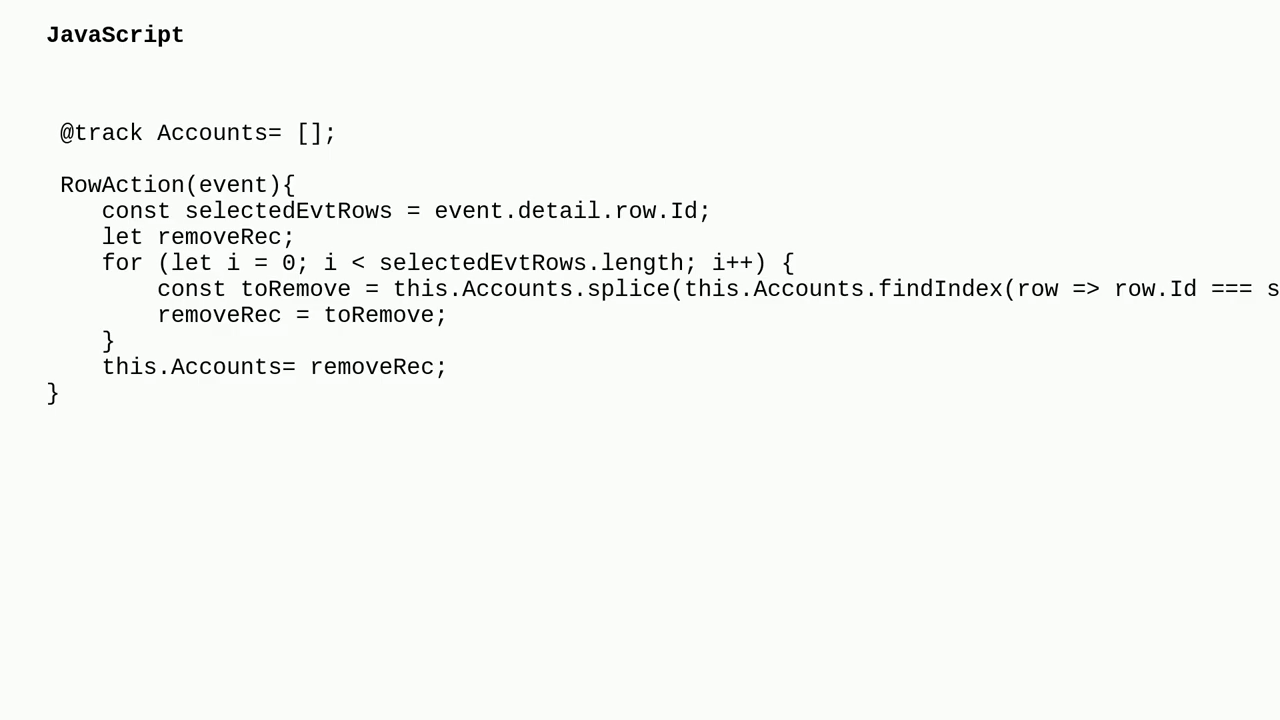 JavaScript
@track Accounts= [];
RowAction(event){
const selectedEvtRows = event.detail.row.Id;
let removeRec;
for (let i = 0; i < selectedEvtRows.length; i++) {
const toRemove = this.Accounts.splice(this.Accounts.findIndex(row => row.Id === s
removeRec = toRemove;
}
this.Accounts= removeRec;
}